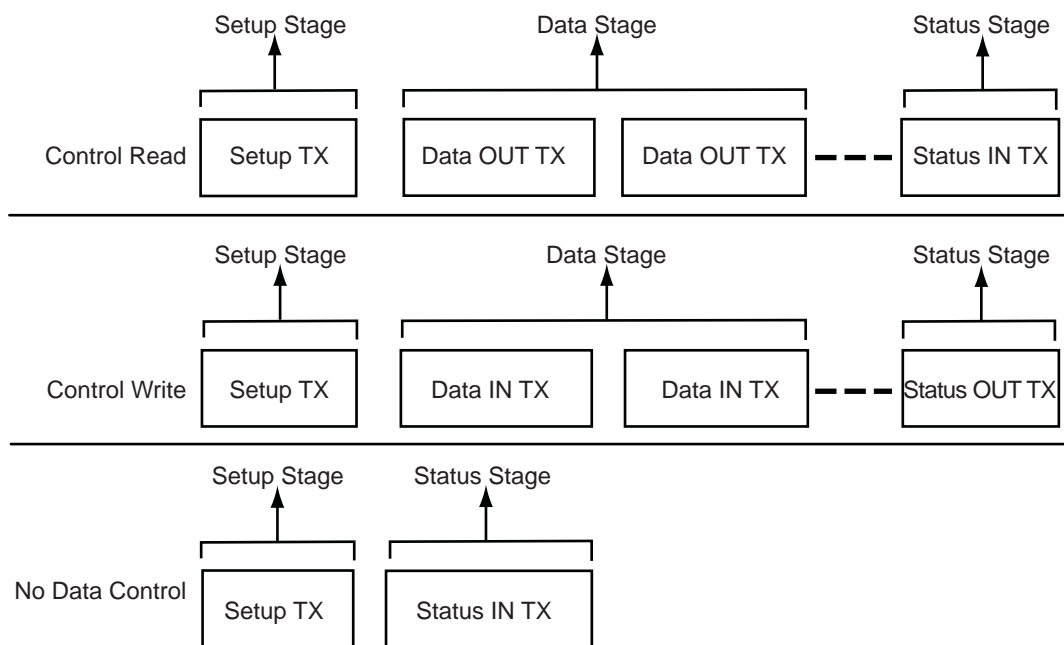 Setup Stage Data Stage Status Stage
Control Read Setup TX Data OUT TX Data OUT TX Status IN TX
Setup Stage Data Stage Status Stage
Control Write Setup TX Data IN TX Data IN TX Status OUT TX
Setup Stage Status Stage
No Data Control Setup TX Status IN TX